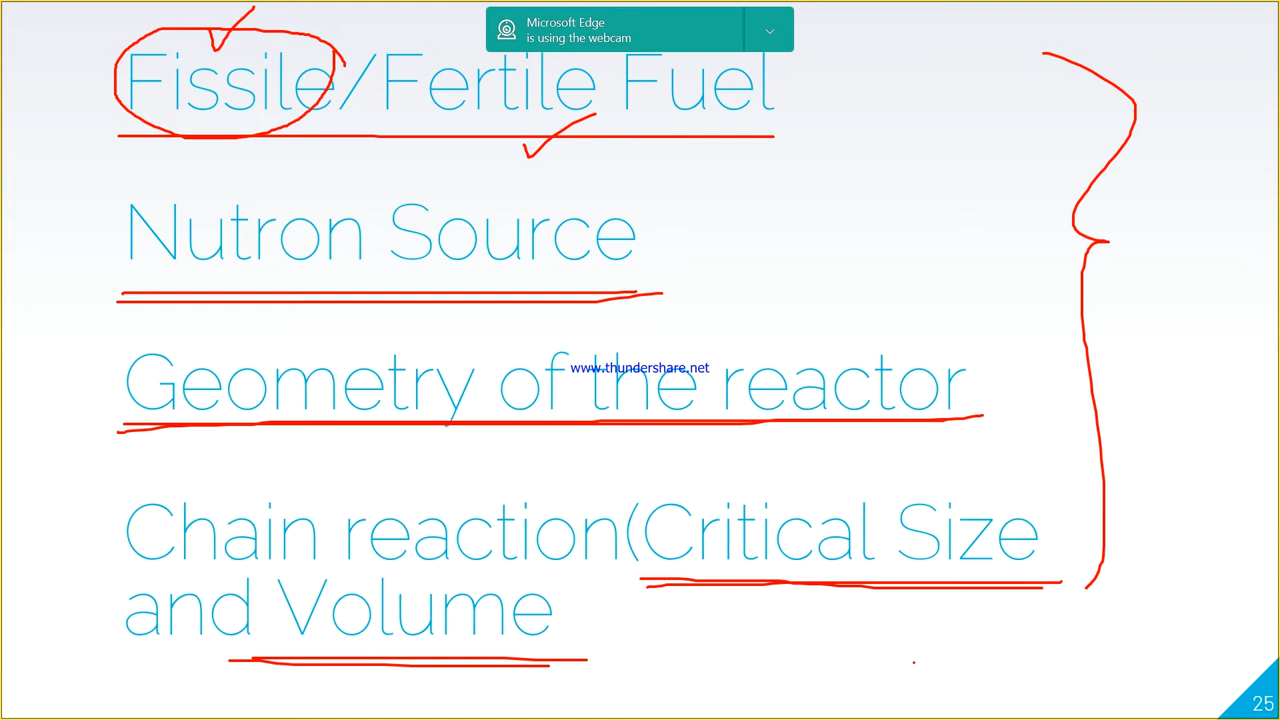 Microsoft Edge
is using the webcam
Fissile/Fertile Fuel
Nutron Source
www.thundershare.net
Geometry of the reactor
Chain reaction(Critical Size
and Volume
25